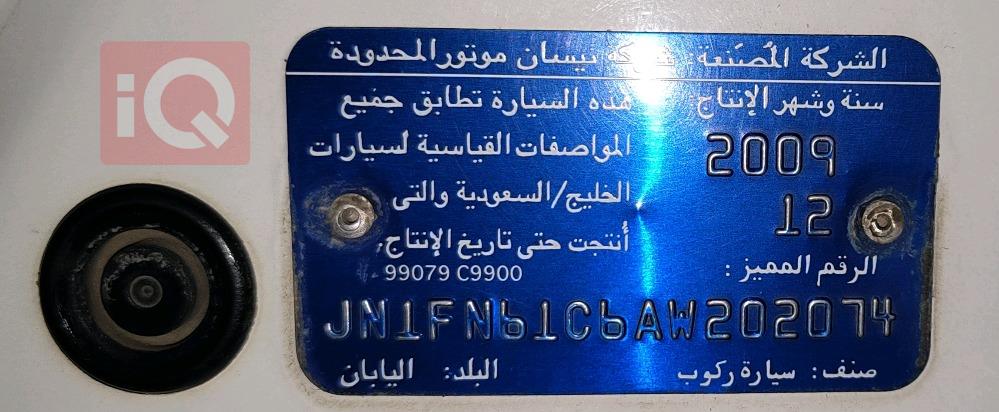 iQ
الشركة المُصَنعة: شركة نيسان موتور المحدودة
سنة وشهر الإنتاج:
2009
12
هذه السيارة تطابق جميع
المواصفات القياسية لسيارات
الخليج/السعودية والتى
أنتجت حتى تاريخ الإنتاج.
99079 C9900
الرقم المميز :
JN1FN61C6AW202074
صنف: سيارة ركوب
البلد: اليابان